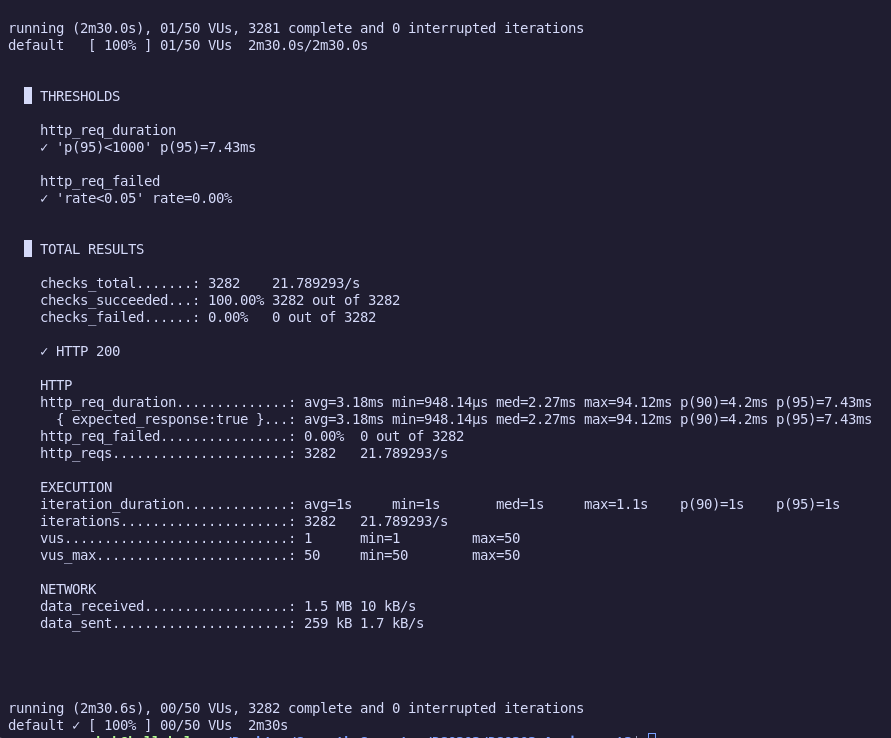 running (2m30.0s), 01/50 VUs, 3281 complete and 0 interrupted iterations
default   [ 100% ] 01/50 VUs  2m30.0s/2m30.0s
█ THRESHOLDS
http_req_duration
✓ 'p(95)<1000' p(95)=7.43ms
http_req_failed
✓ 'rate<0.05' rate=0.00%
█ TOTAL RESULTS
checks_total.......: 3282    21.789293/s
checks_succeeded...: 100.00% 3282 out of 3282
checks_failed......: 0.00%   0 out of 3282
✓ HTTP 200
HTTP
http_req_duration..............: avg=3.18ms min=948.14µs med=2.27ms max=94.12ms p(90)=4.2ms p(95)=7.43ms
{ expected_response:true }...: avg=3.18ms min=948.14µs med=2.27ms max=94.12ms p(90)=4.2ms p(95)=7.43ms
http_req_failed................: 0.00%  0 out of 3282
http_reqs......................: 3282   21.789293/s
EXECUTION
iteration_duration.............: avg=1s     min=1s       med=1s     max=1.1s    p(90)=1s    p(95)=1s
iterations.....................: 3282   21.789293/s
vus............................: 1      min=1         max=50
vus_max........................: 50     min=50        max=50
NETWORK
data_received..................: 1.5 MB 10 kB/s
data_sent......................: 259 kB 1.7 kB/s
running (2m30.6s), 00/50 VUs, 3282 complete and 0 interrupted iterations
default ✓ [ 100% ] 00/50 VUs  2m30s